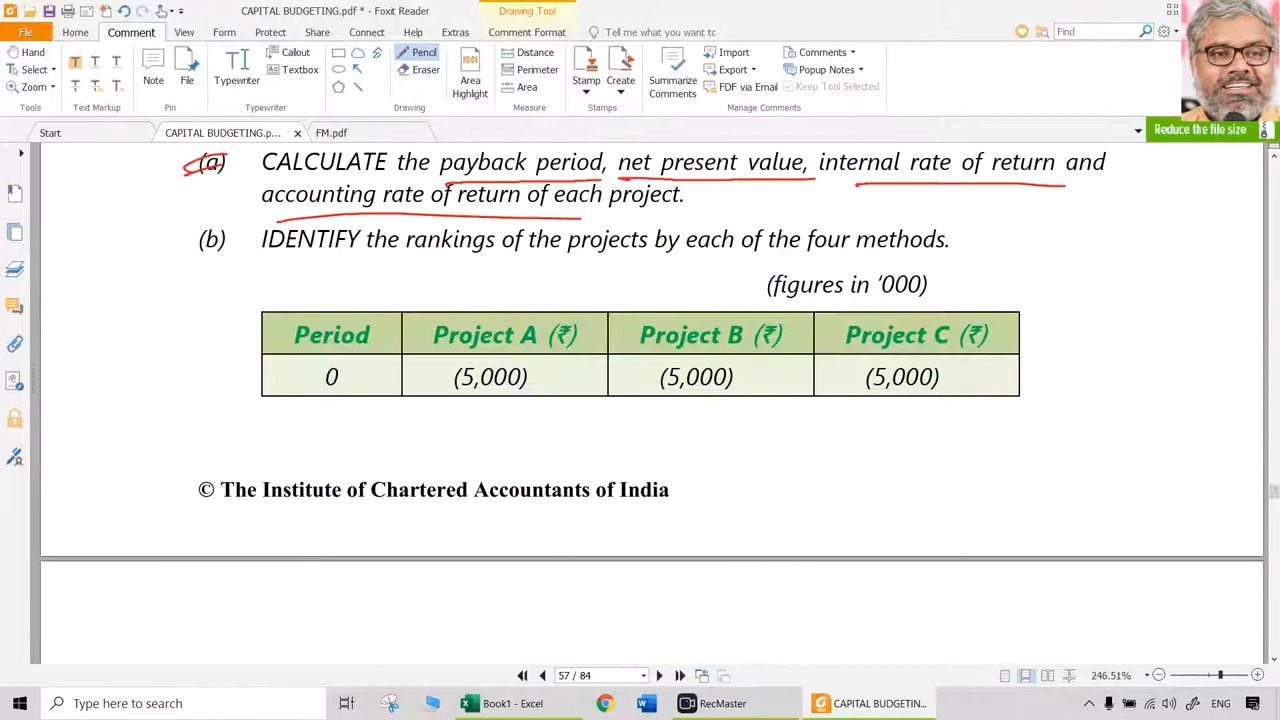 CAPITAL BUDGETING.pdf * - Foxit Reader
Drawing Tool
File Home Comment View Form Protect Share Connect Help Extras Comment Format Tell me what you want tc Find
Hand
Select
Zoom
Tools
Text Markup
Note
File
Pin
Typewriter
Callout
Textbox
Typewriter
Pencil
Eraser
Drawing
Area Highlight
Distance
Perimeter
Area
Measure
Stamp
Create
Stamps
Summarize Comments
Import
Export
FDF via Email
Comments
Popup Notes
Keep Tool Selected
Manage Comments
Start
CAPITAL BUDGETING.p...
FM.pdf
Reduce the file size
(a) CALCULATE the payback period, net present value, internal rate of return and
accounting rate of return of each project.
(b) IDENTIFY the rankings of the projects by each of the four methods.
(figures in ‘000)
Period Project A (₹) Project B (₹) Project C (₹)
0 (5,000) (5,000) (5,000)
© The Institute of Chartered Accountants of India
57 / 84
246.51%
Type here to search
Book1 - Excel
RecMaster
CAPITAL BUDGETIN...
ENG